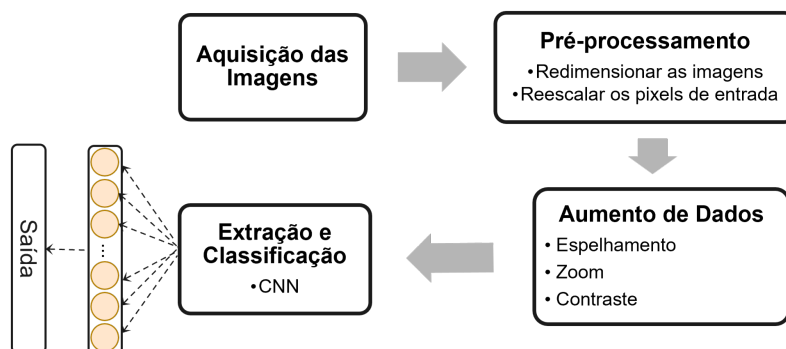 Aquisição das
Imagens
Pré-processamento
•Redimensionar as imagens
•Reescalar os pixels de entrada
Aumento de Dados
• Espelhamento
• Zoom
• Contraste
Extração e
Classificação
•CNN
Saída